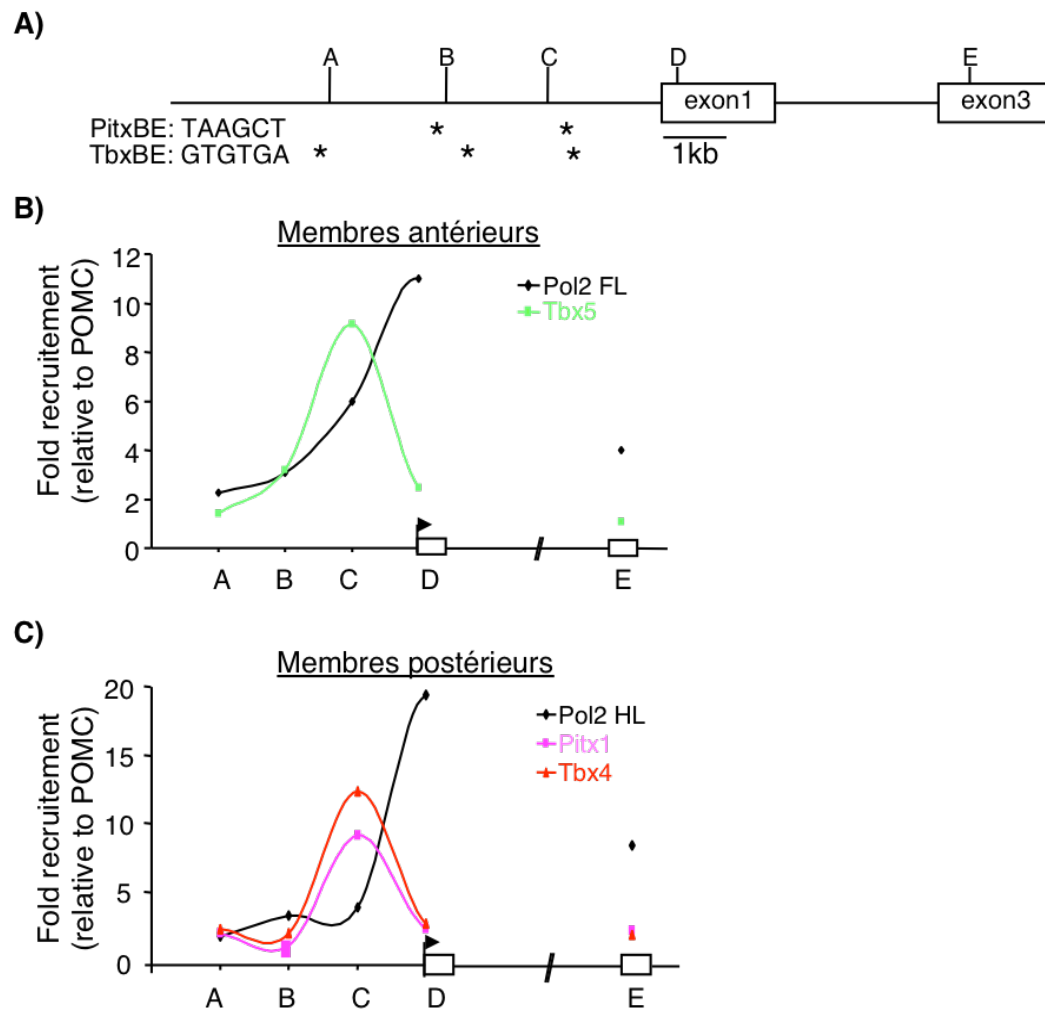 A)
A B C D E
exon1 exon3
PitxBE: TAAGCT * *
TbxBE: GTGTGA * * *
1kb
B)
Membres antérieurs
Fold recruitement
(relative to POMC)
12
10
8
6
4
2
0
Pol2 FL
Tbx5
A B C D E
C)
Membres postérieurs
Fold recruitement
(relative to POMC)
20
15
10
5
0
Pol2 HL
Pitx1
Tbx4
A B C D E